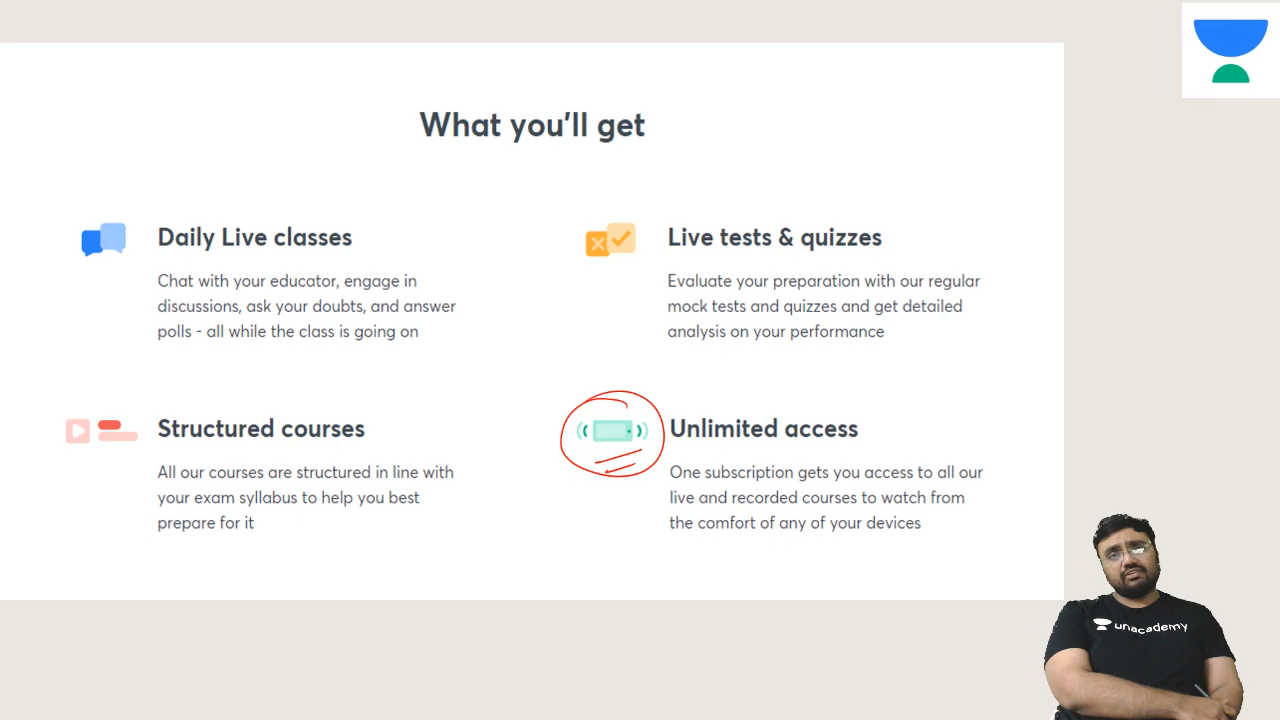 What you'll get
Daily Live classes
Chat with your educator, engage in
discussions, ask your doubts, and answer
polls - all while the class is going on
Live tests & quizzes
Evaluate your preparation with our regular
mock tests and quizzes and get detailed
analysis on your performance
Structured courses
All our courses are structured in line with
your exam syllabus to help you best
prepare for it
Unlimited access
One subscription gets you access to all our
live and recorded courses to watch from
the comfort of any of your devices
unacademy